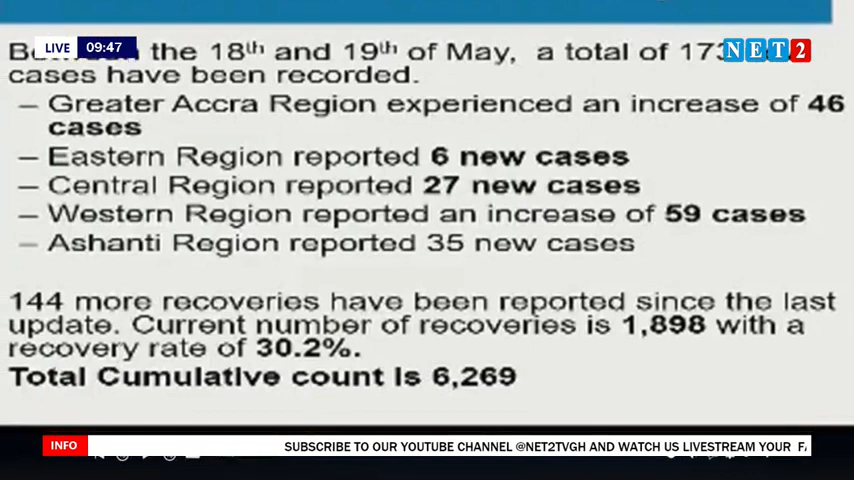 LIVE 09:47
NET2
the 18th and 19th of May, a total of 173
cases have been recorded.
– Greater Accra Region experienced an increase of 46
cases
– Eastern Region reported 6 new cases
– Central Region reported 27 new cases
– Western Region reported an increase of 59 cases
– Ashanti Region reported 35 new cases
144 more recoveries have been reported since the last
update. Current number of recoveries is 1,898 with a
recovery rate of 30.2%.
Total Cumulative count is 6,269
INFO SUBSCRIBE TO OUR YOUTUBE CHANNEL @NET2TVGH AND WATCH US LIVESTREAM YOUR